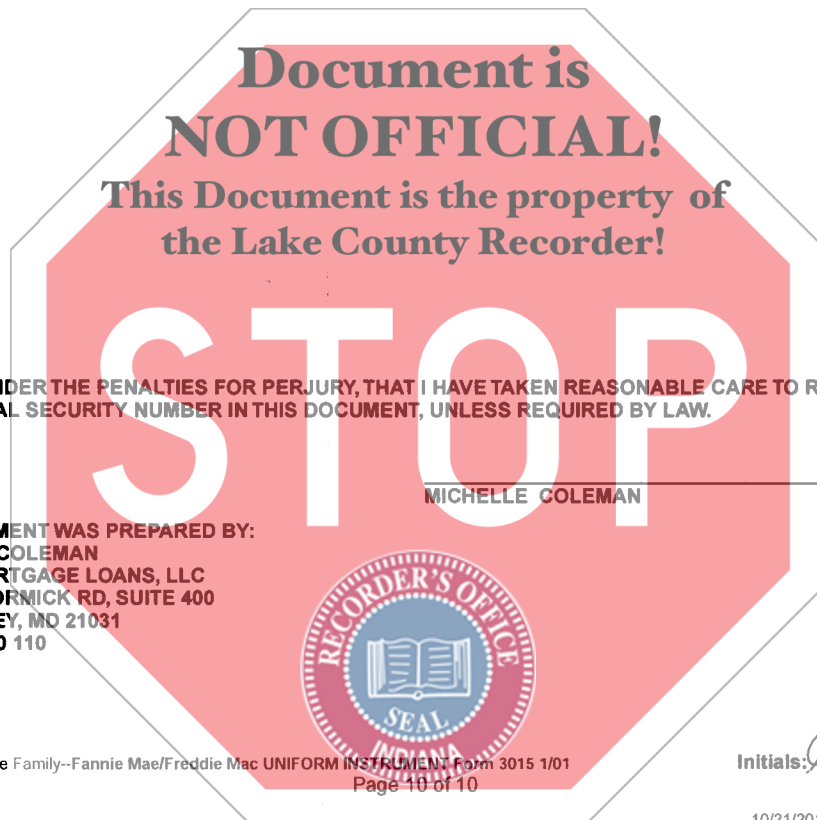 Document is
NOT OFFICIAL!
This Document is the property of
the Lake County Recorder!
STOP
DER THE PENALTIES FOR PERJURY, THAT I HAVE TAKEN REASONABLE CARE TO R
AL SECURITY NUMBER IN THIS DOCUMENT, UNLESS REQUIRED BY LAW.
MICHELLE COLEMAN
MENT WAS PREPARED BY:
COLEMAN
RTGAGE LOANS, LLC
ORMICK RD, SUITE 400
EY, MD 21031
0 110
RECORDER'S OFFICE
SEAL
INDIANA
e Family--Fannie Mae/Freddie Mac UNIFORM INSTRUMENT Form 3015 1/01
Initials:
Page 10 of 10